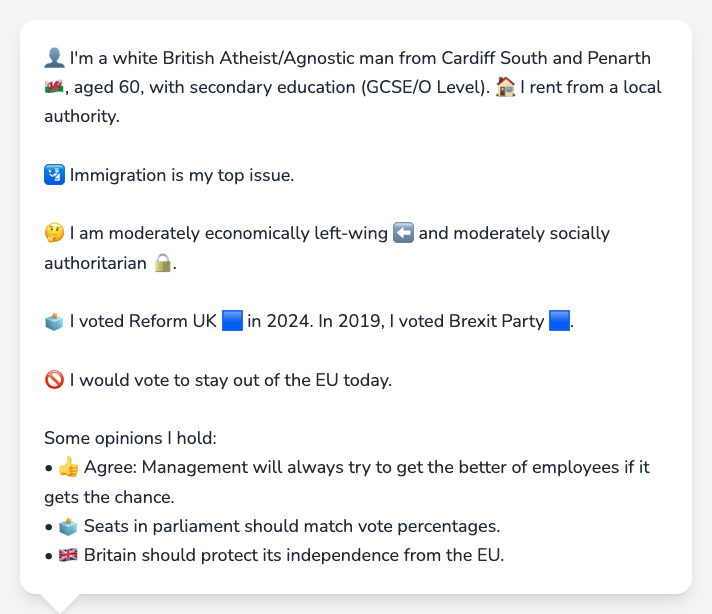 👤 I'm a white British Atheist/Agnostic man from Cardiff South and Penarth
🏴󠁧󠁢󠁷󠁬󠁳󠁿, aged 60, with secondary education (GCSE/O Level). 🏠 I rent from a local
authority.
🛂 Immigration is my top issue.
🤔 I am moderately economically left-wing ⬅️ and moderately socially
authoritarian 🔒.
🗳️ I voted Reform UK 🟦 in 2024. In 2019, I voted Brexit Party 🟦.
🚫 I would vote to stay out of the EU today.
Some opinions I hold:
• 👍 Agree: Management will always try to get the better of employees if it
gets the chance.
• 🗳️ Seats in parliament should match vote percentages.
• 🇬🇧 Britain should protect its independence from the EU.